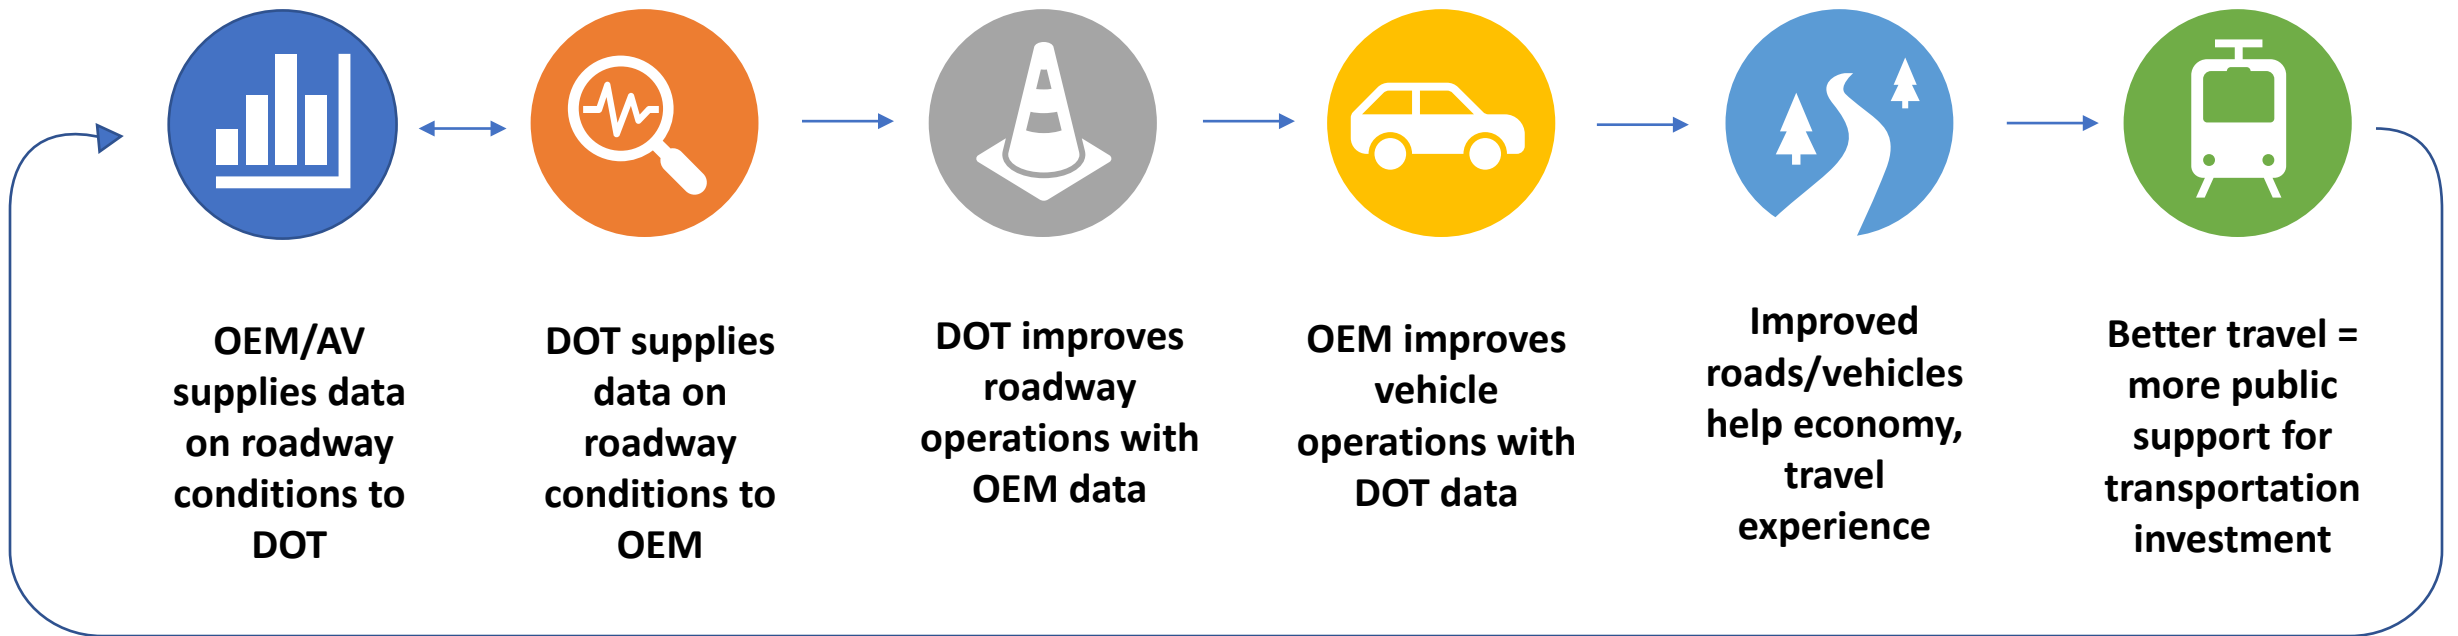 OEM/AV
supplies data
on roadway
conditions to
DOT
DOT supplies
data on
roadway
conditions to
OEM
DOT improves
roadway
operations with
OEM data
OEM improves
vehicle
operations with
DOT data
Improved
roads/vehicles
help economy,
travel
experience
Better travel =
more public
support for
transportation
investment